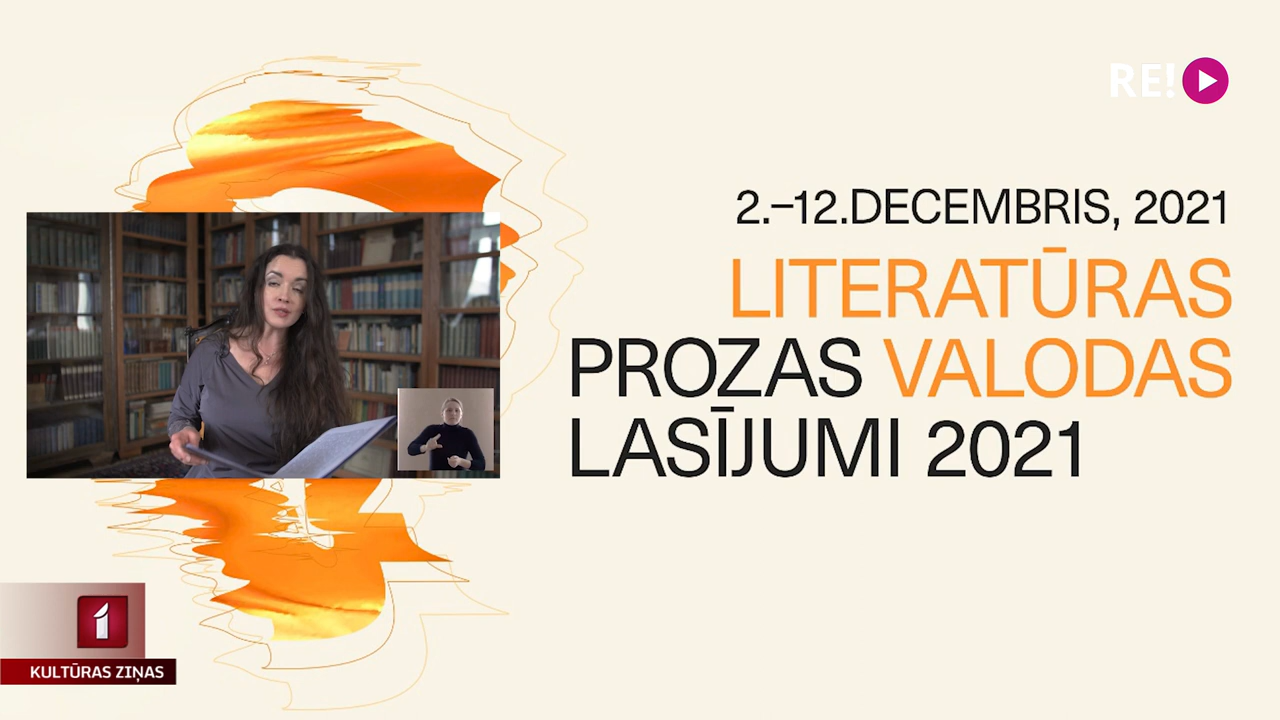 RE!
2.–12.DECEMBRIS, 2021
LITERATŪRAS
PROZAS VALODAS
LASĪJUMI 2021
1
KULTŪRAS ZIŅAS